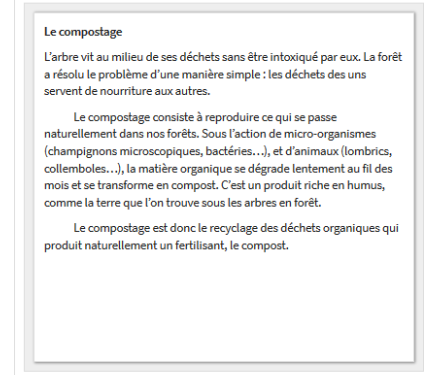 Le compostage
L'arbre vit au milieu de ses déchets sans être intoxiqué par eux. La forêt
a résolu le problème d'une manière simple : les déchets des uns
servent de nourriture aux autres.
Le compostage consiste à reproduire ce qui se passe
naturellement dans nos forêts. Sous l'action de micro-organismes
(champignons microscopiques, bactéries…), et d'animaux (lombrics,
collemboles…), la matière organique se dégrade lentement au fil des
mois et se transforme en compost. C'est un produit riche en humus,
comme la terre que l'on trouve sous les arbres en forêt.
Le compostage est donc le recyclage des déchets organiques qui
produit naturellement un fertilisant, le compost.